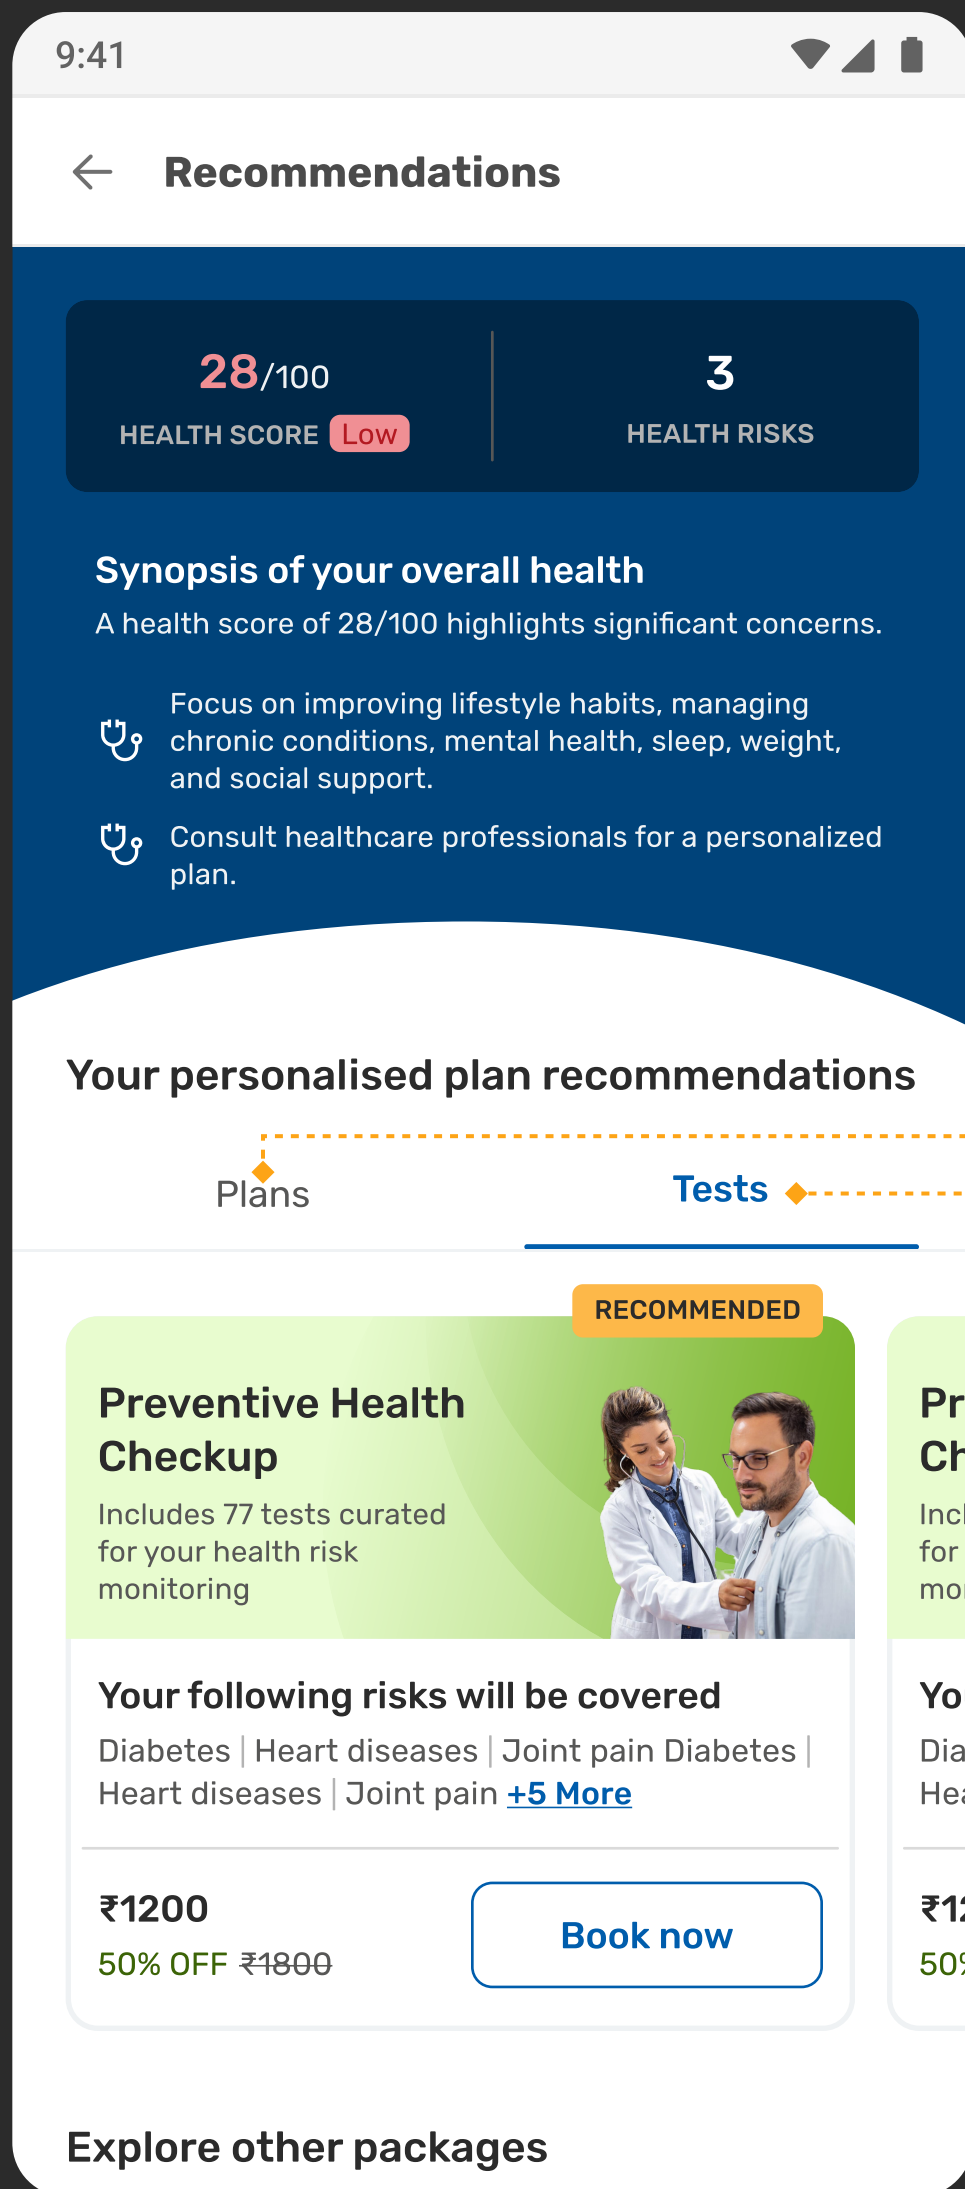 9:41
Recommendations
28/100
HEALTH SCORE Low
3
HEALTH RISKS
Synopsis of your overall health
A health score of 28/100 highlights significant concerns.
Focus on improving lifestyle habits, managing
chronic conditions, mental health, sleep, weight,
and social support.
Consult healthcare professionals for a personalized
plan.
Your personalised plan recommendations
Plans
Tests
RECOMMENDED
Preventive Health
Checkup
Includes 77 tests curated
for your health risk
monitoring
Your following risks will be covered
Diabetes | Heart diseases | Joint pain Diabetes |
Heart diseases | Joint pain +5 More
₹1200
50% OFF ₹1800
Book now
for
Explore other packages